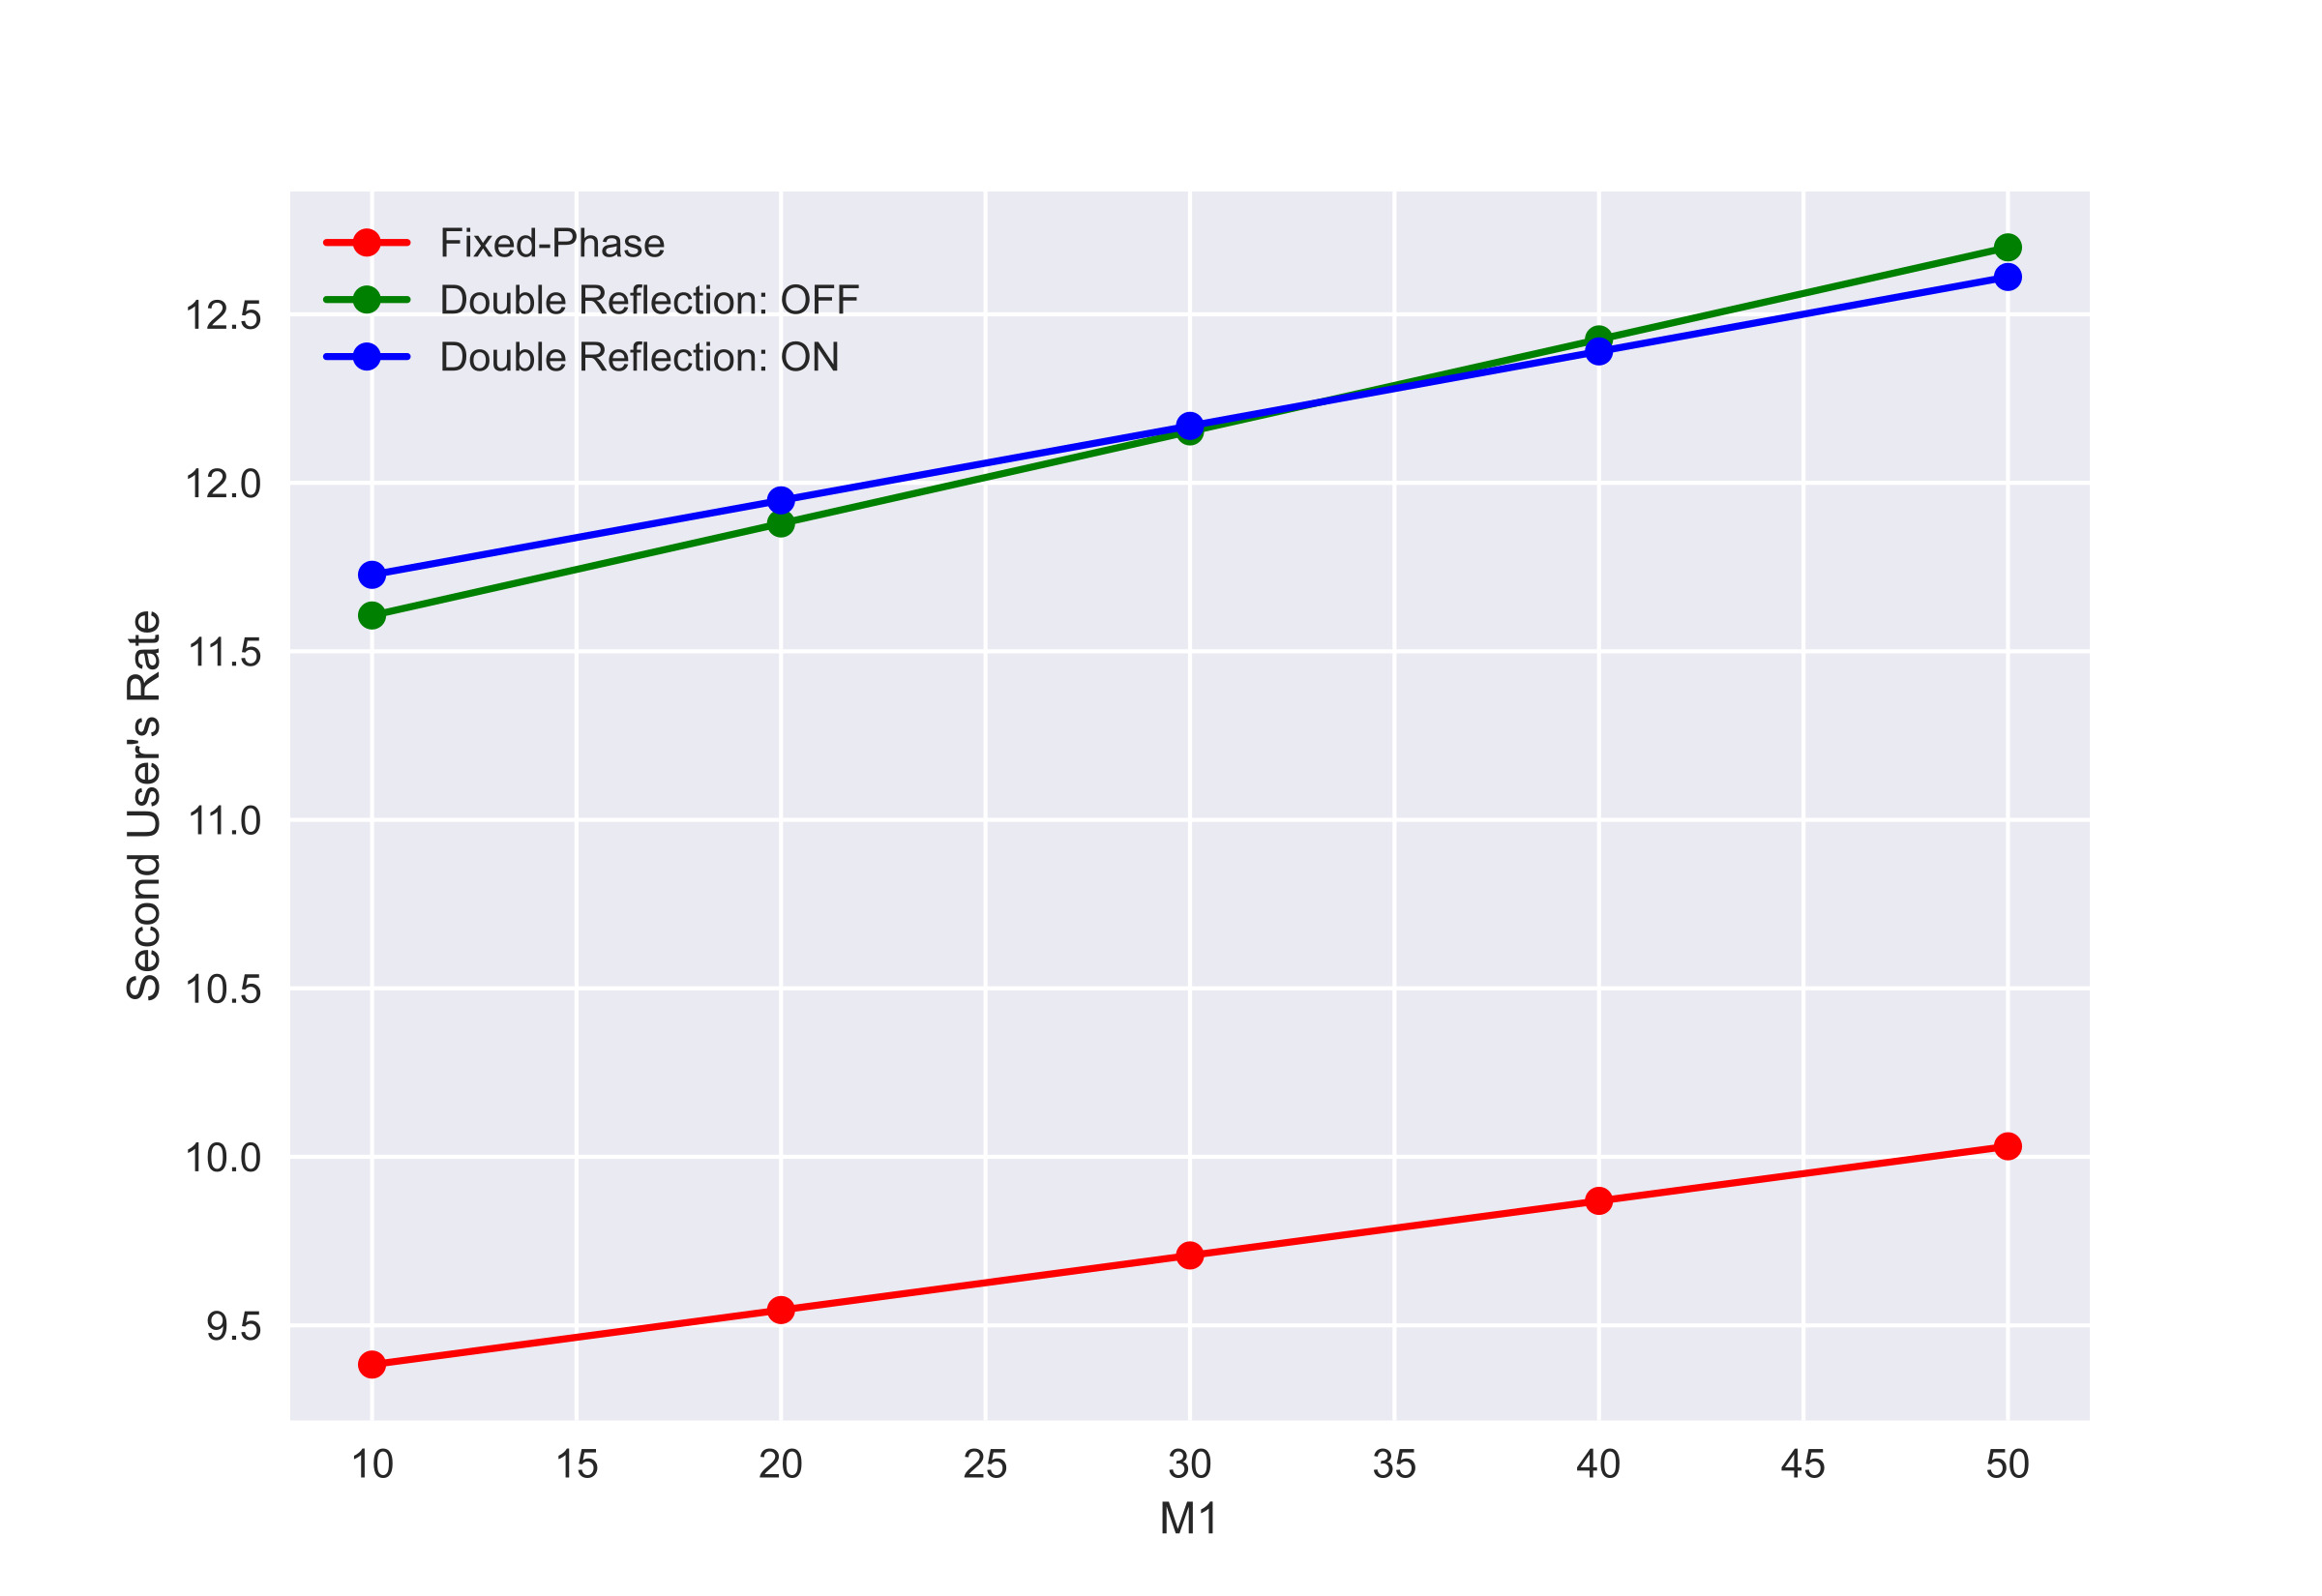 Fixed-Phase
Double Reflection: OFF
Double Reflection: ON
Second User's Rate
12.5
12.0
11.5
11.0
10.5
10.0
9.5
10 15 20 25 30 35 40 45 50
M1